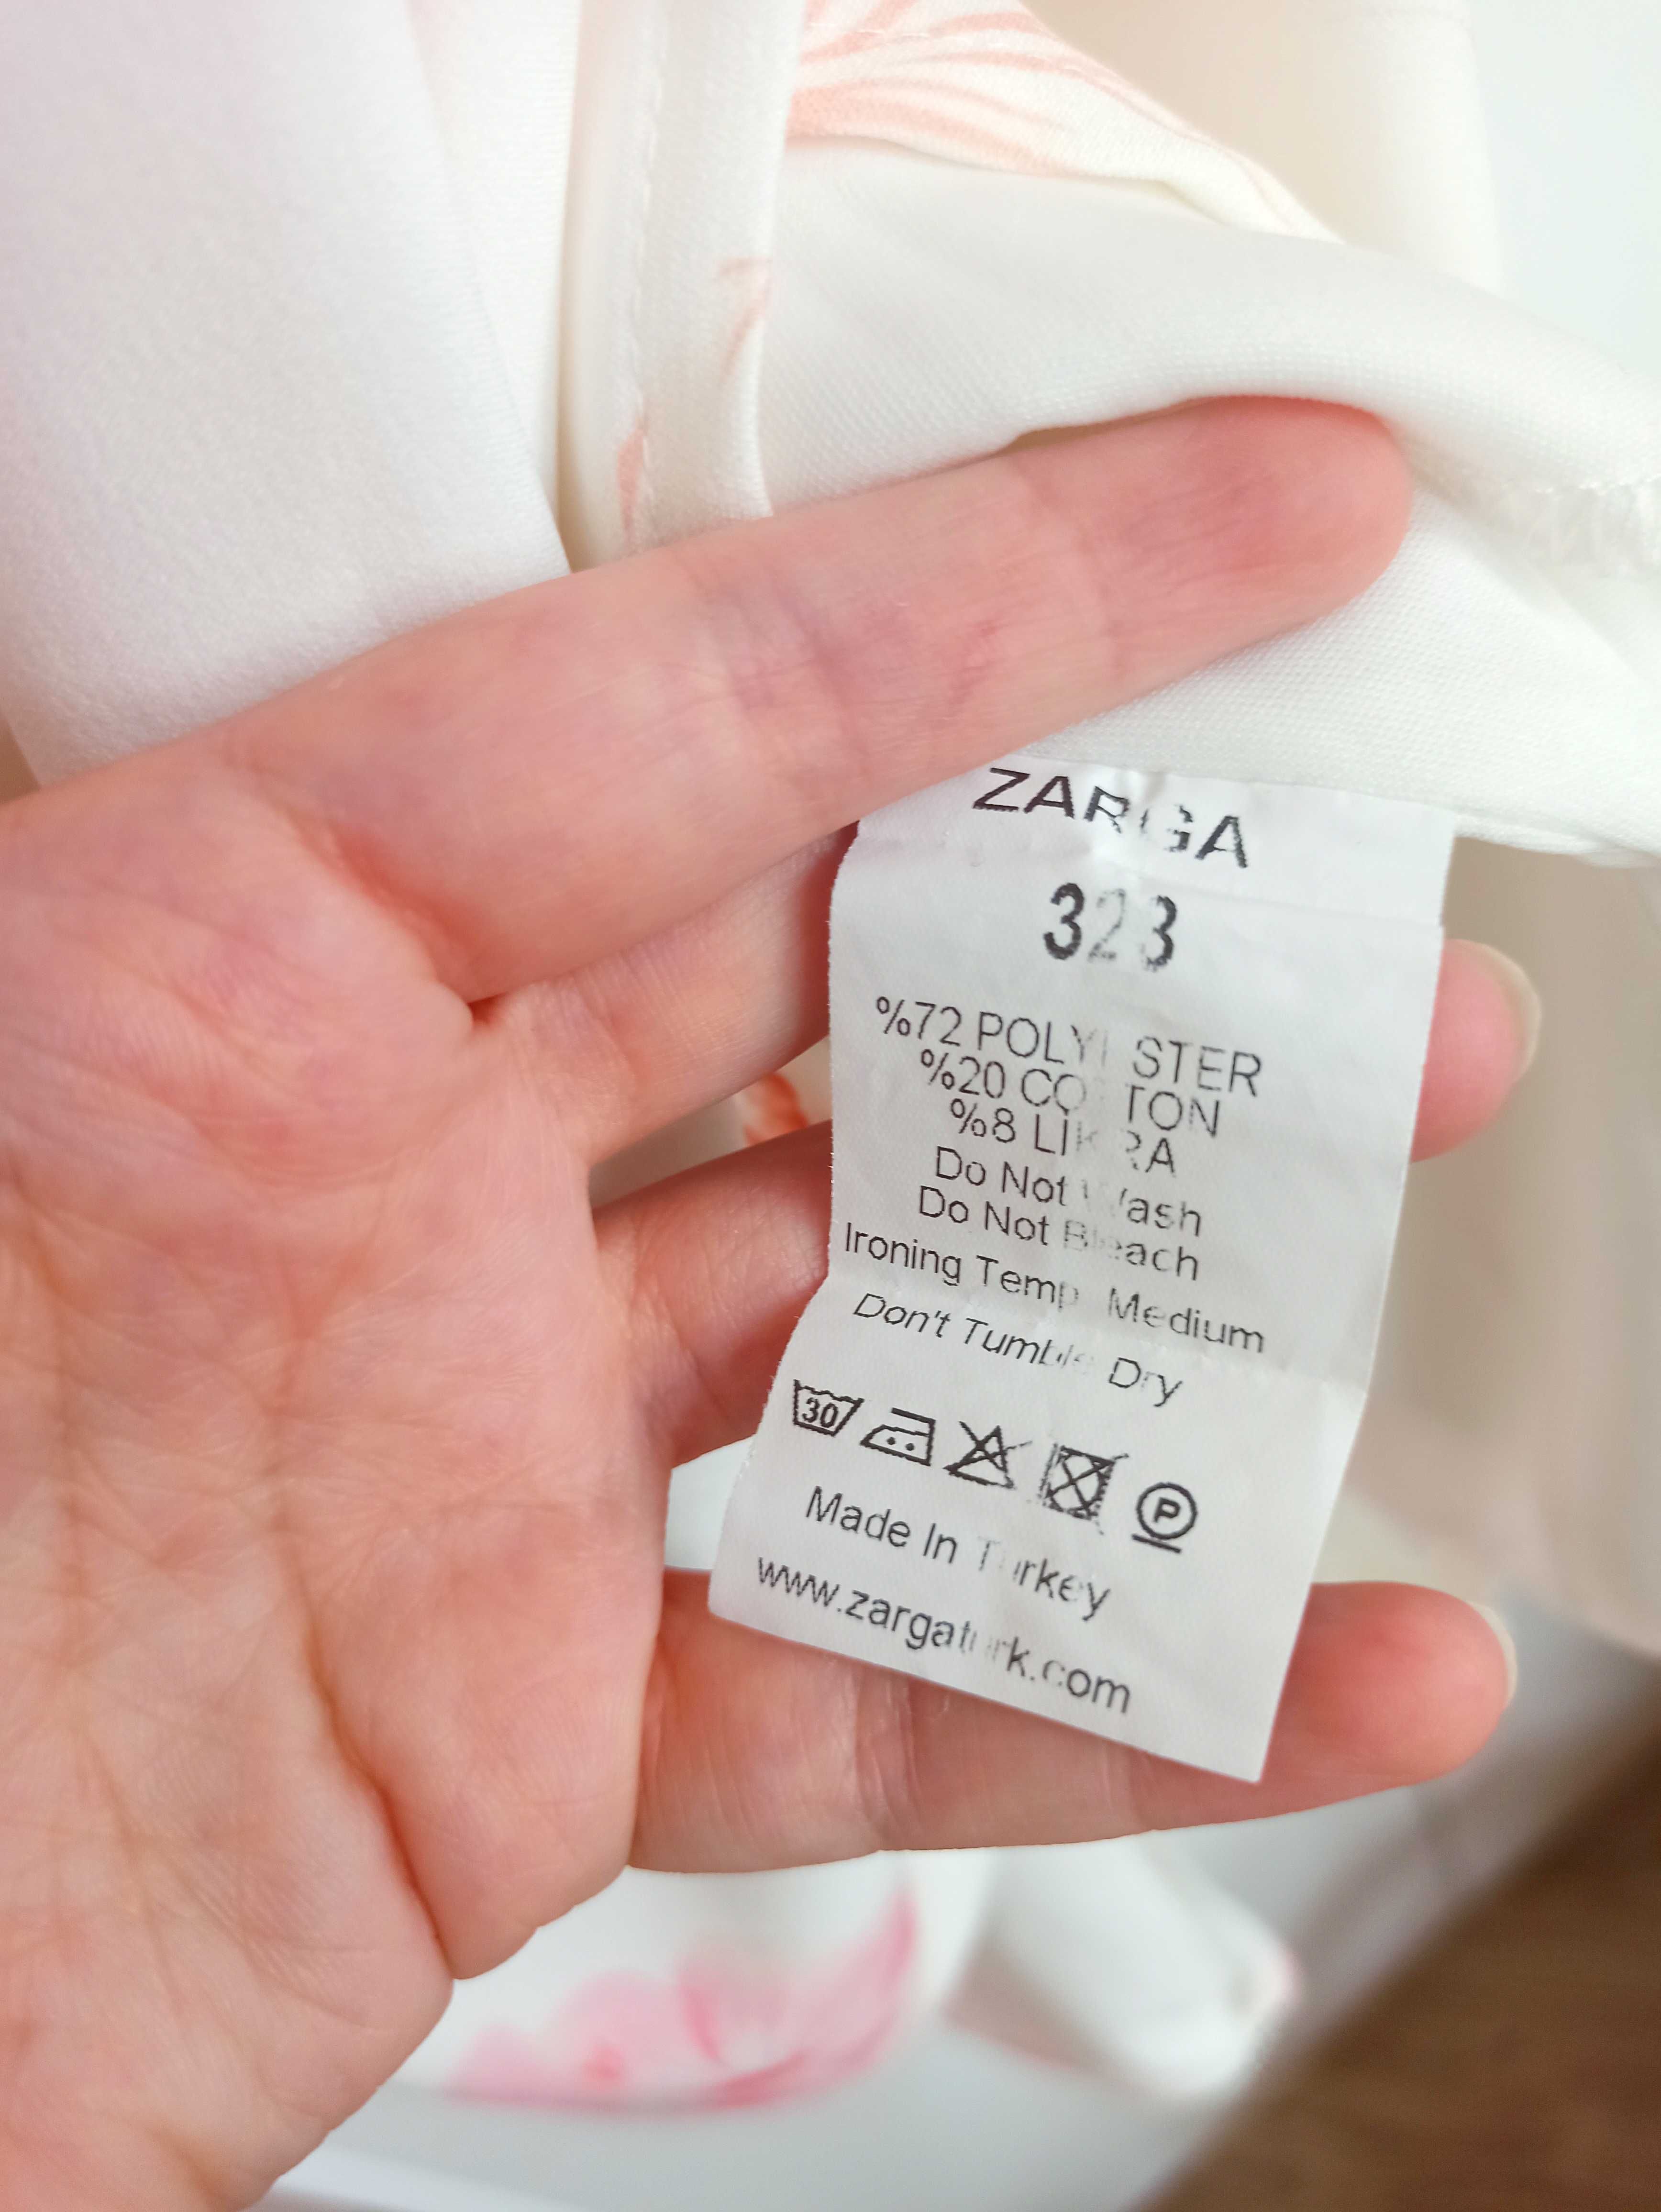 ZARGA
323
%72 POLYESTER
%20 COTTON
%8 LIKRA
Do Not Wash
Do Not Bleach
Ironing Temp Medium
Don't Tumble Dry
30
P
Made In Turkey
www.zargaturk.com